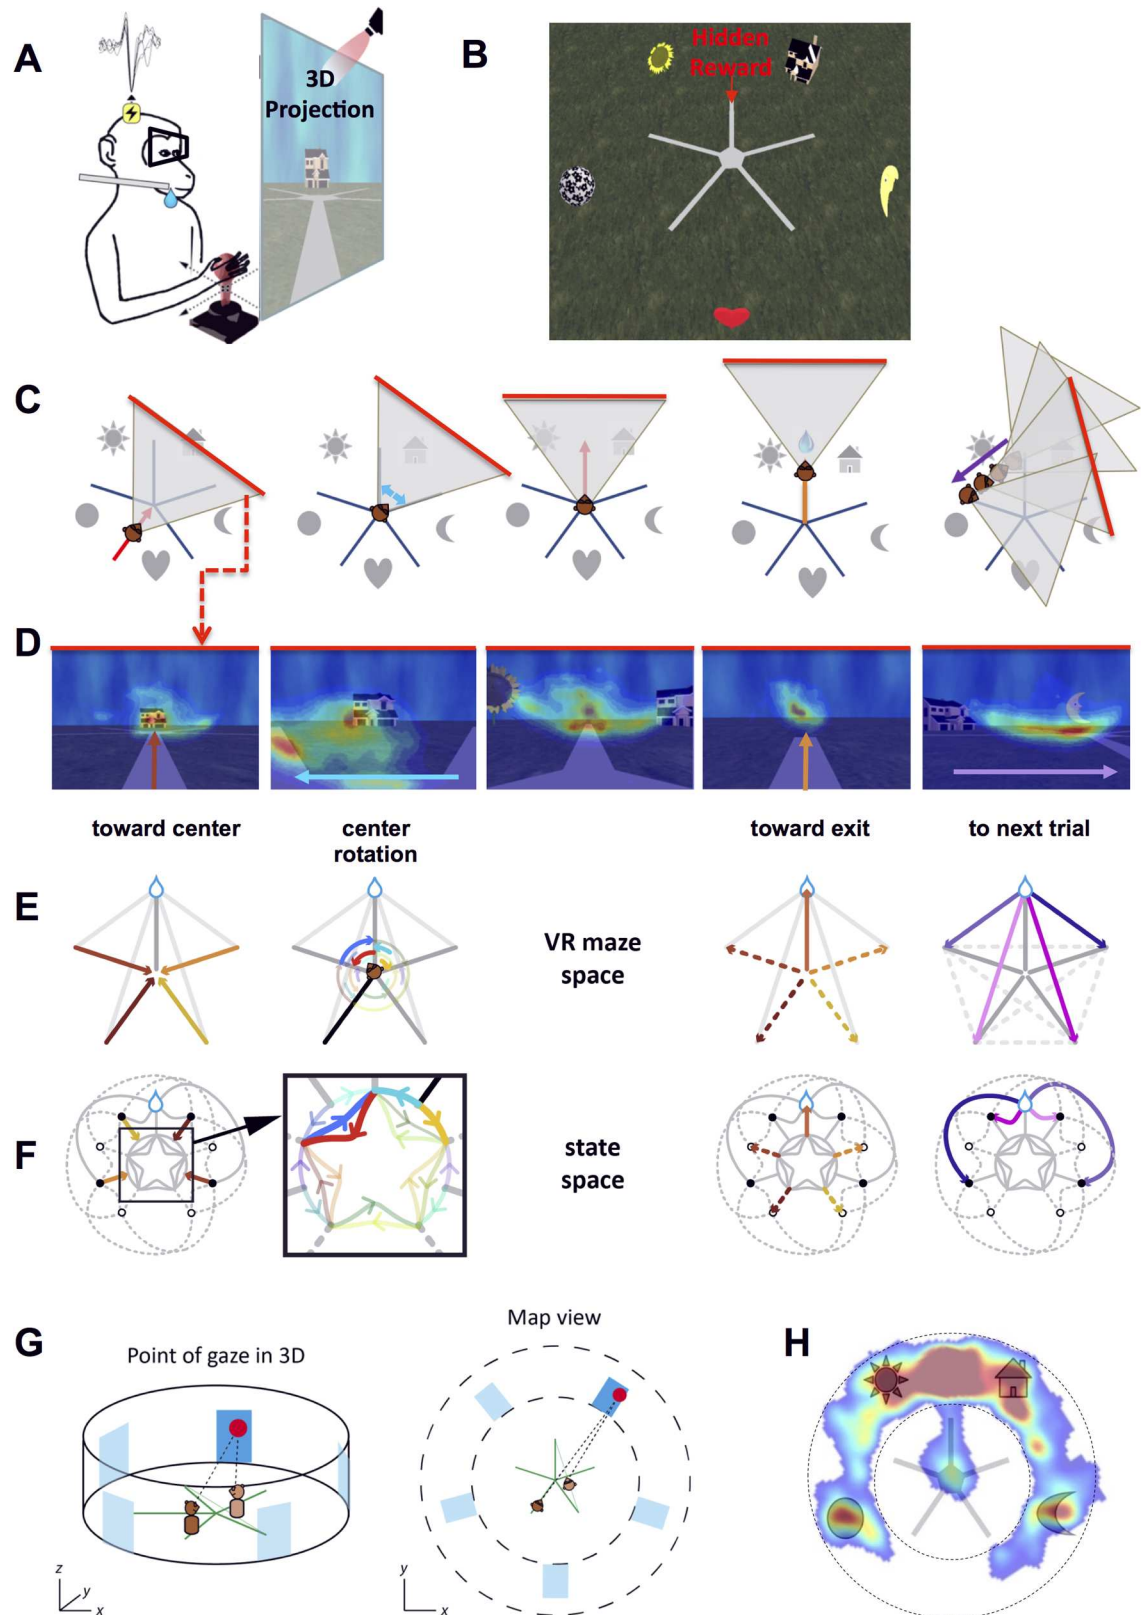 A
3D
Projection
B
Hidden
Reward
C
D
toward center
center
rotation
toward exit
to next trial
E
VR maze
space
F
state
space
G
Point of gaze in 3D
z
y
x
Map view
y
x
H